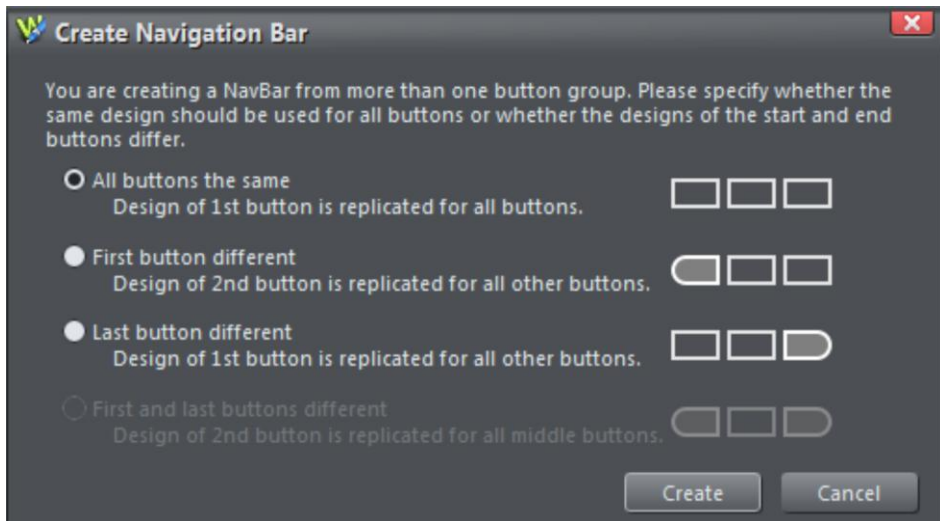 Create Navigation Bar
You are creating a NavBar from more than one button group. Please specify whether the
same design should be used for all buttons or whether the designs of the start and end
buttons differ.
All buttons the same
Design of 1st button is replicated for all buttons.
First button different
Design of 2nd button is replicated for all other buttons.
Last button different
Design of 1st button is replicated for all other buttons.
First and last buttons different
Design of 2nd button is replicated for all middle buttons.
Create
Cancel